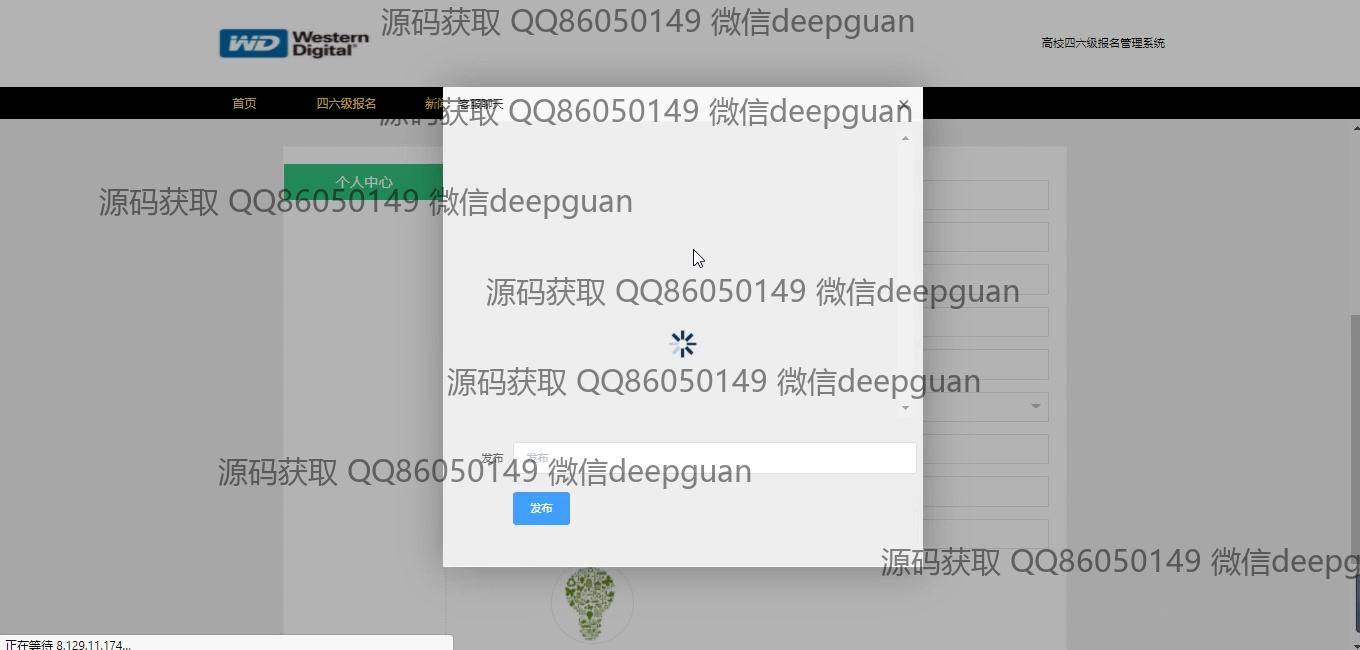 源码获取 QQ86050149 微信deepguan
WD Western Digital
高校四六级报名管理系统
首页 四六级报名 新闻
客服聊天
源码获取 QQ86050149 微信deepguan
个人中心
源码获取 QQ86050149 微信deepguan
源码获取 QQ86050149 微信deepguan
源码获取 QQ86050149 微信deepguan
发布 发布
源码获取 QQ86050149 微信deepguan
发布
源码获取 QQ86050149 微信deepg
正在等待 8.129.11.174...